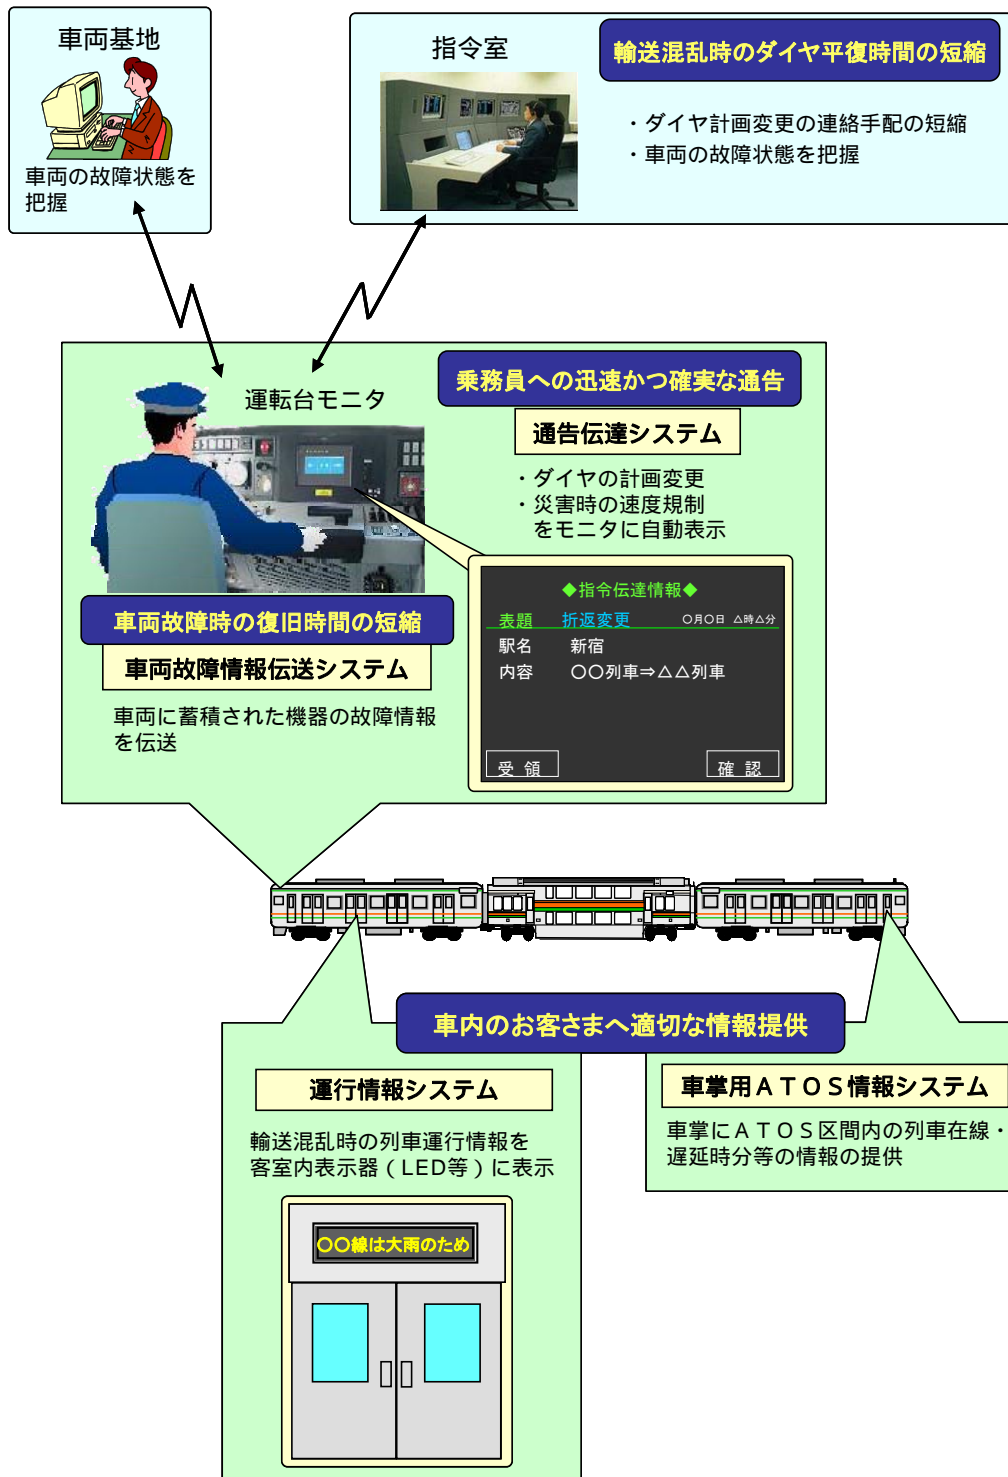 車両基地
車両の故障状態を
把握
指令室
輸送混乱時のダイヤ平復時間の短縮
・ダイヤ計画変更の連絡手配の短縮
・車両の故障状態を把握
運転台モニタ
乗務員への迅速かつ確実な通告
通告伝達システム
・ダイヤの計画変更
・災害時の速度規制
をモニタに自動表示
◆指令伝達情報◆
表題 折返変更 〇月〇日 △時△分
駅名 新宿
内容 〇〇列車⇒△△列車
受 領 確 認
車両故障時の復旧時間の短縮
車両故障情報伝送システム
車両に蓄積された機器の故障情報
を伝送
車内のお客さまへ適切な情報提供
運行情報システム
輸送混乱時の列車運行情報を
客室内表示器（LED等）に表示
〇〇線は大雨のため
車掌用ＡＴＯＳ情報システム
車掌にＡＴＯＳ区間内の列車在線・
遅延時分等の情報の提供